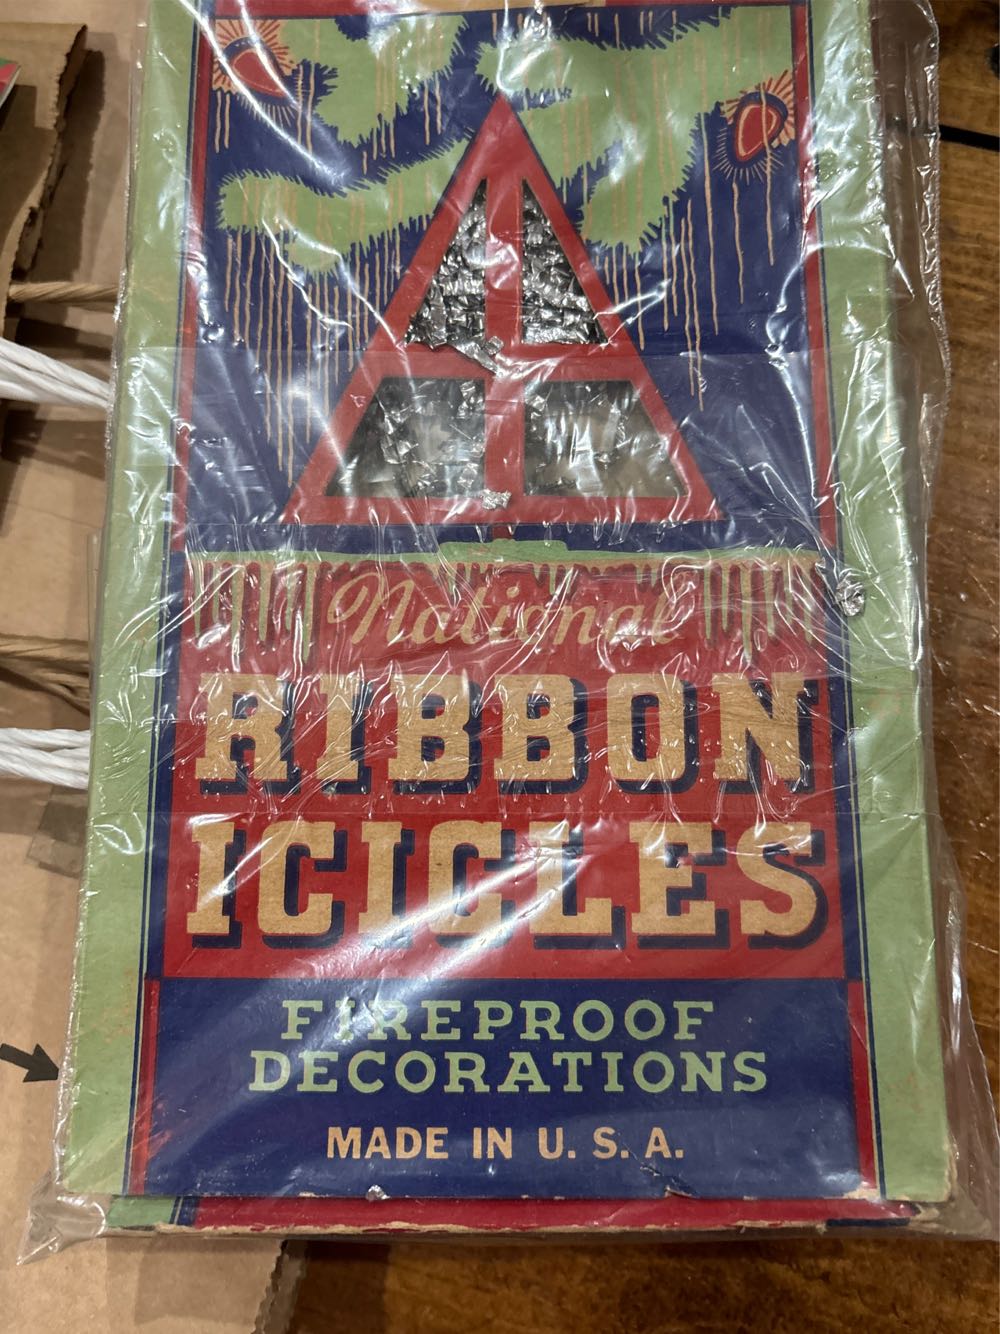 National
RIBBON
ICICLES
FIREPROOF
DECORATIONS
MADE IN U. S. A.